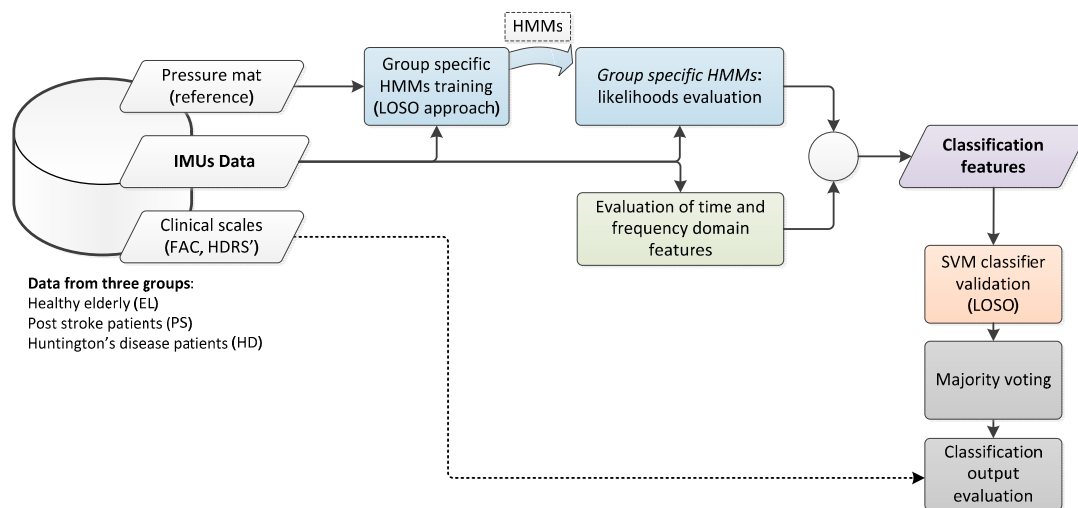 HMMs
Pressure mat
(reference)
Group specific
HMMs training
(LOSO approach)
Group specific HMMs:
likelihoods evaluation
IMUs Data
Classification
features
Clinical scales
(FAC, HDRS’)
Evaluation of time and
frequency domain
features
Data from three groups:
Healthy elderly (EL)
Post stroke patients (PS)
Huntington’s disease patients (HD)
SVM classifier
validation
(LOSO)
Majority voting
Classification
output
evaluation